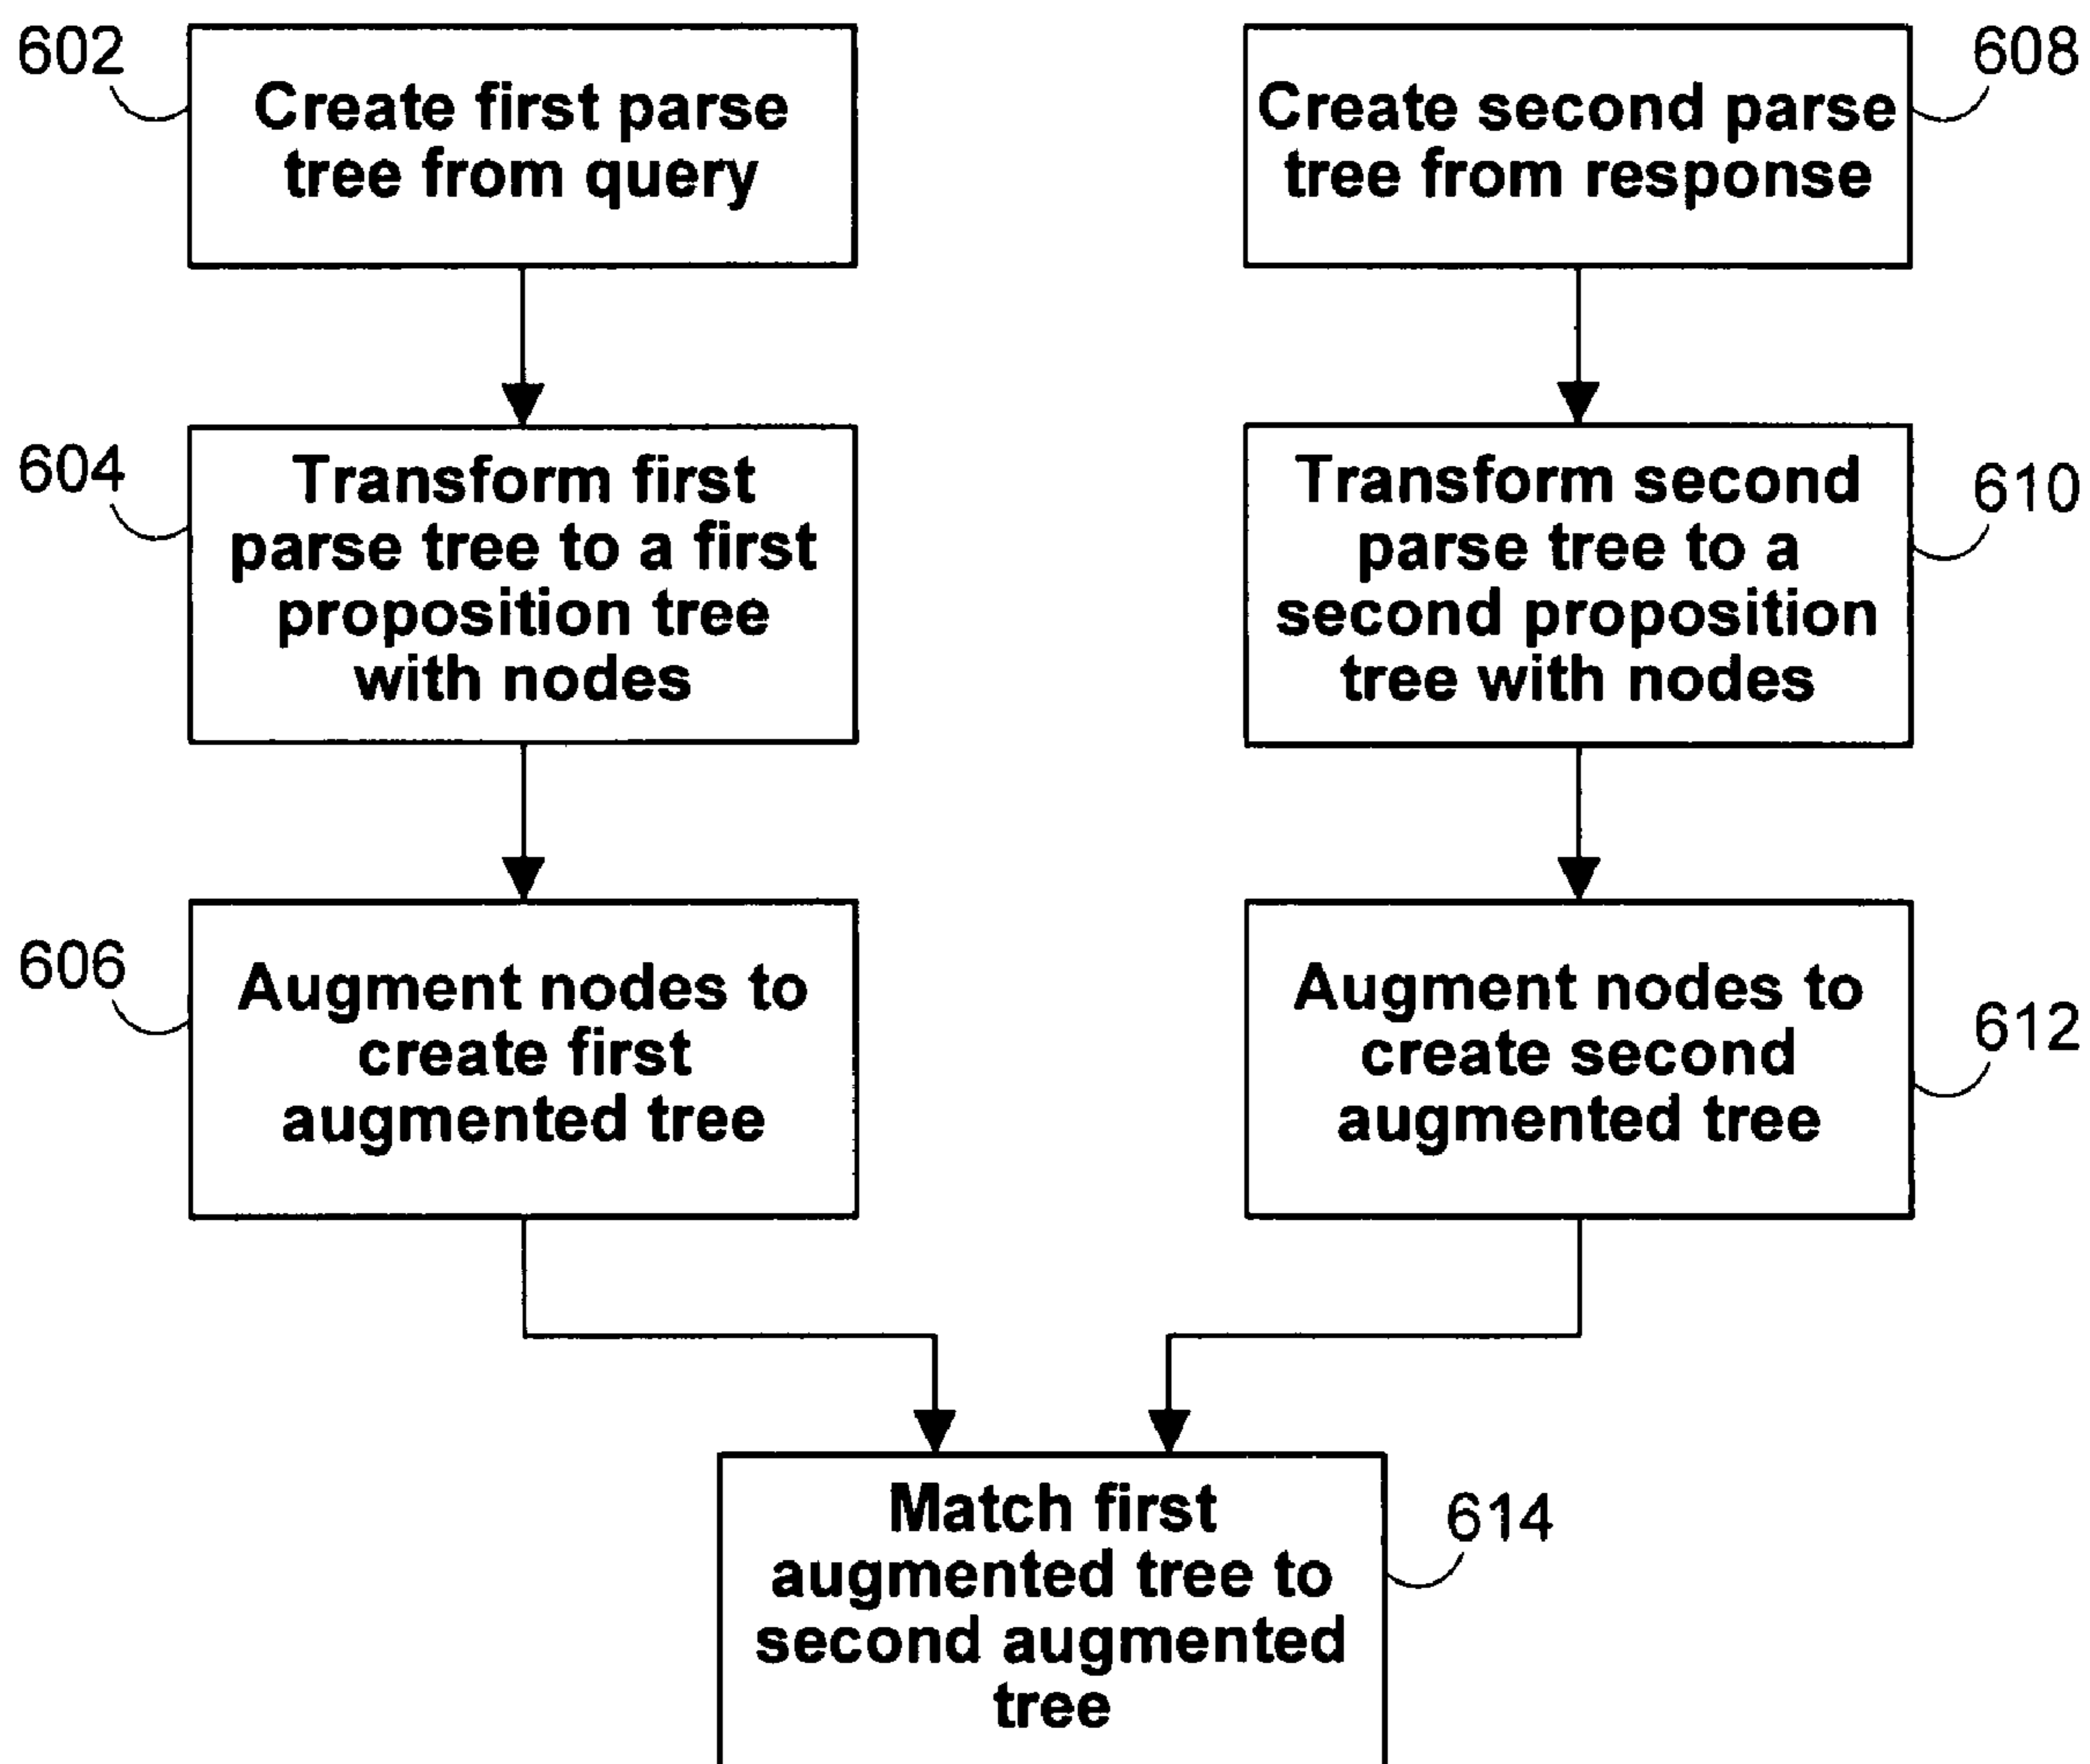 602
Create first parse
tree from query
608
Create second parse
tree from response
604
Transform first
parse tree to a first
proposition tree
with nodes
610
Transform second
parse tree to a
second proposition
tree with nodes
606
Augment nodes to
create first
augmented tree
612
Augment nodes to
create second
augmented tree
614
Match first
augmented tree to
second augmented
tree